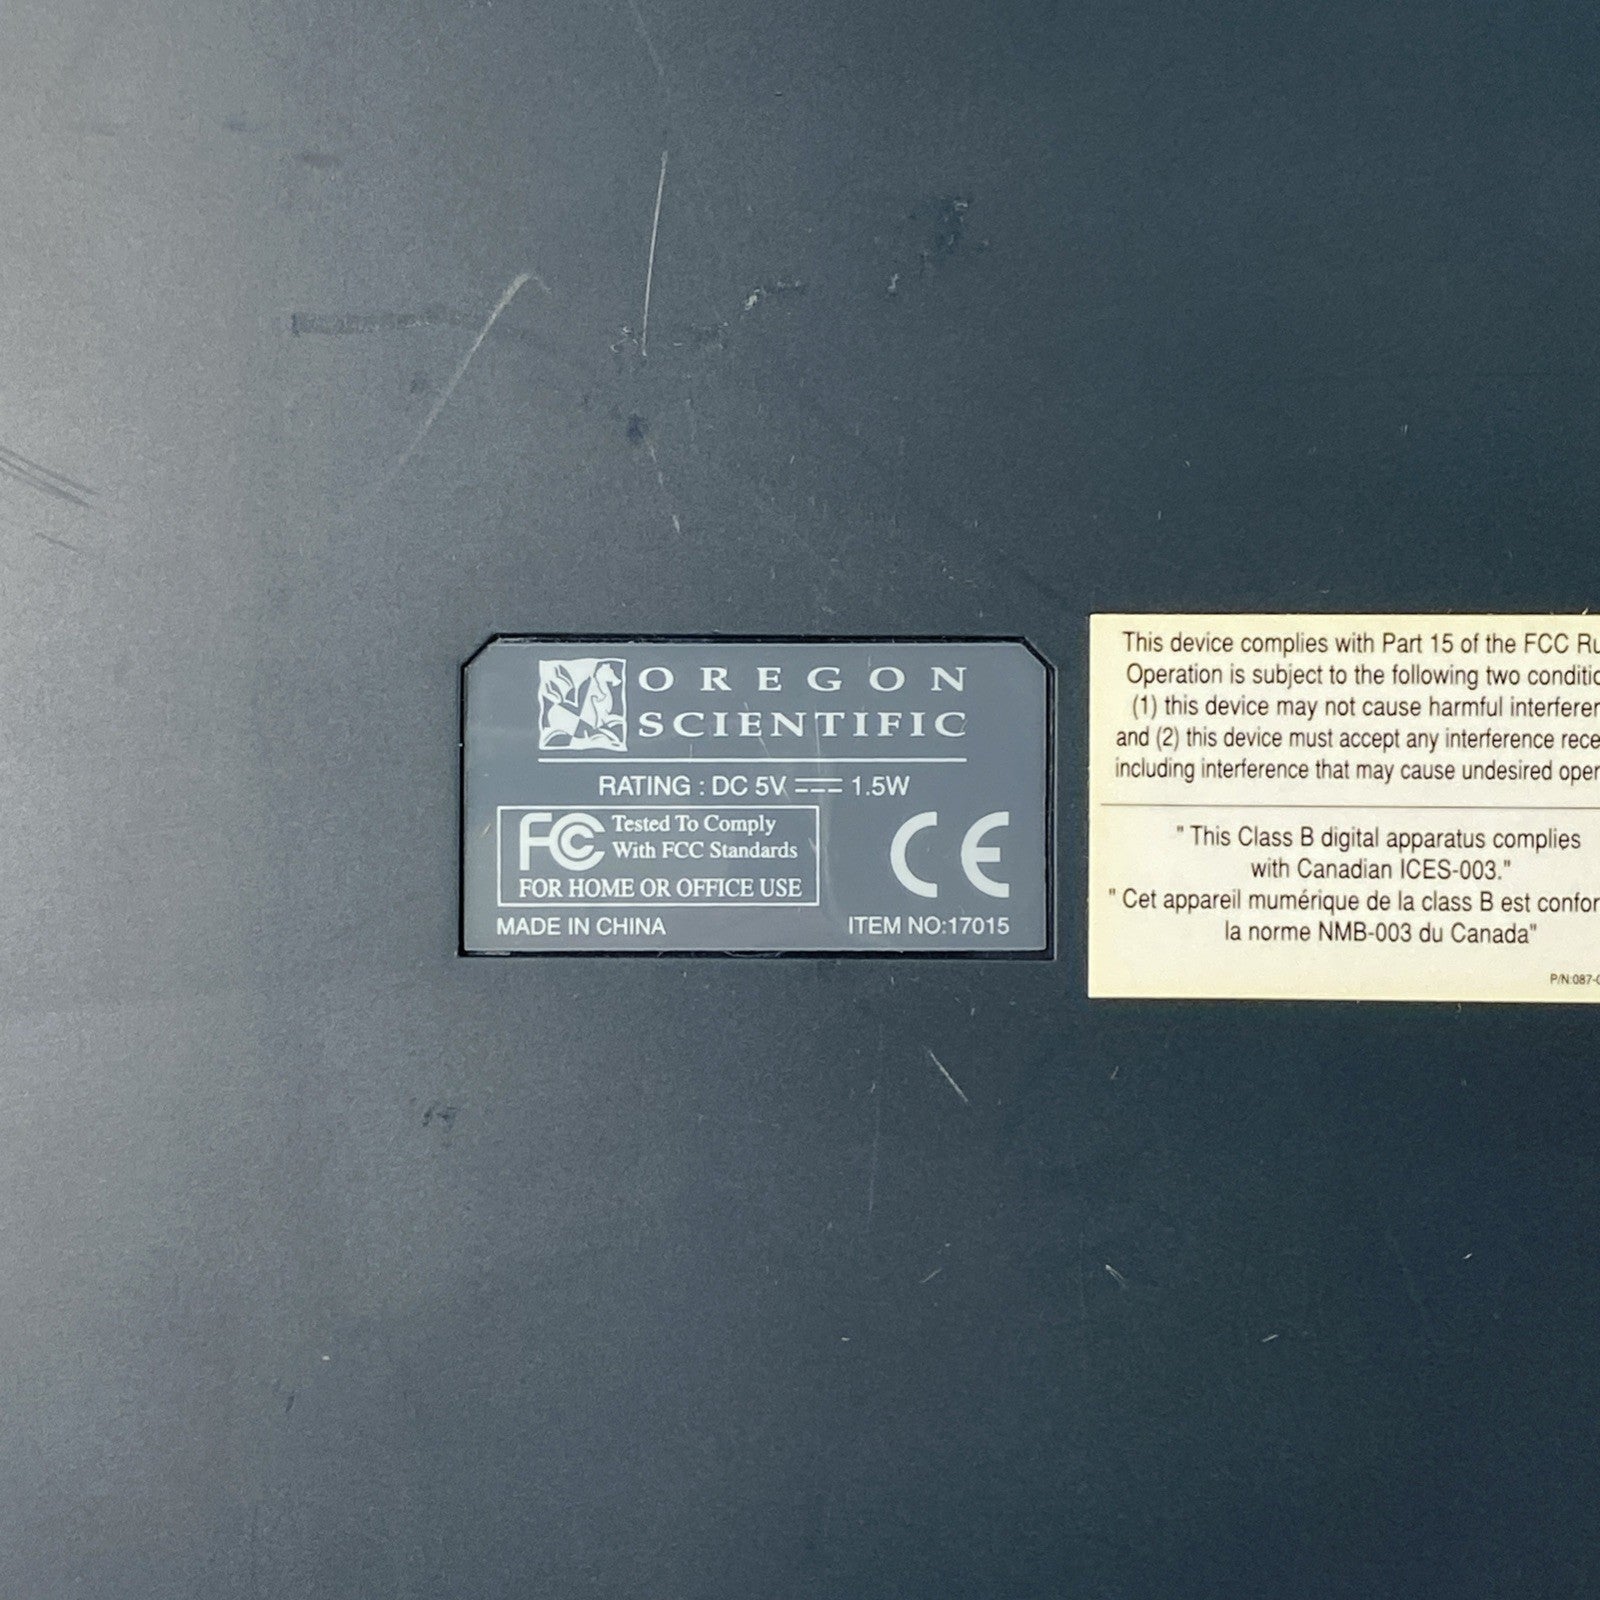 OREGON
SCIENTIFIC
RATING : DC 5V 1.5W
FC Tested To Comply
With FCC Standards
FOR HOME OR OFFICE USE
CE
MADE IN CHINA
ITEM NO:17015
This device complies with Part 15 of the FCC
Operation is subject to the following two
(1) this device may not cause harmful
and (2) this device must accept any interference
including interference that may cause undesired
" This Class B digital apparatus complies
with Canadian ICES-003."
" Cet appareil mumérique de la class B est
la norme NMB-003 du Canada"